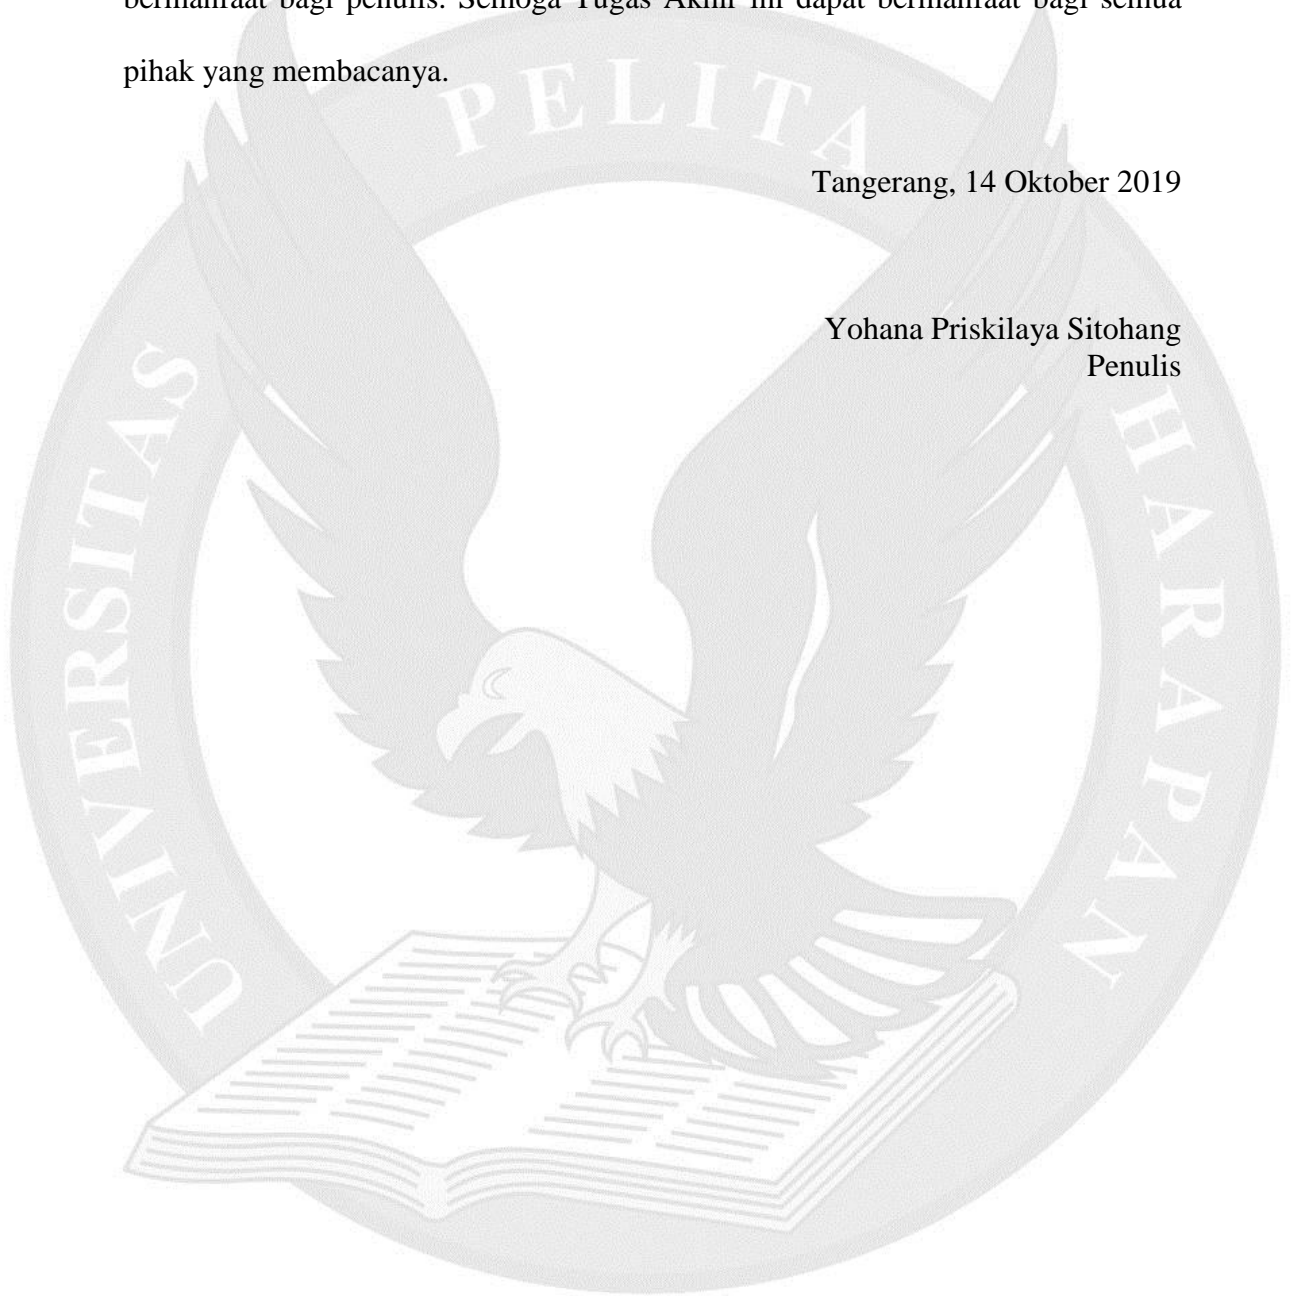 bermanfaat bagi penulis. Semoga Tugas Akhir ini dapat bermanfaat bagi semua
pihak yang membacanya.
Tangerang, 14 Oktober 2019
Yohana Priskilaya Sitohang
Penulis
UNIVERSITAS PELITA HARAPAN